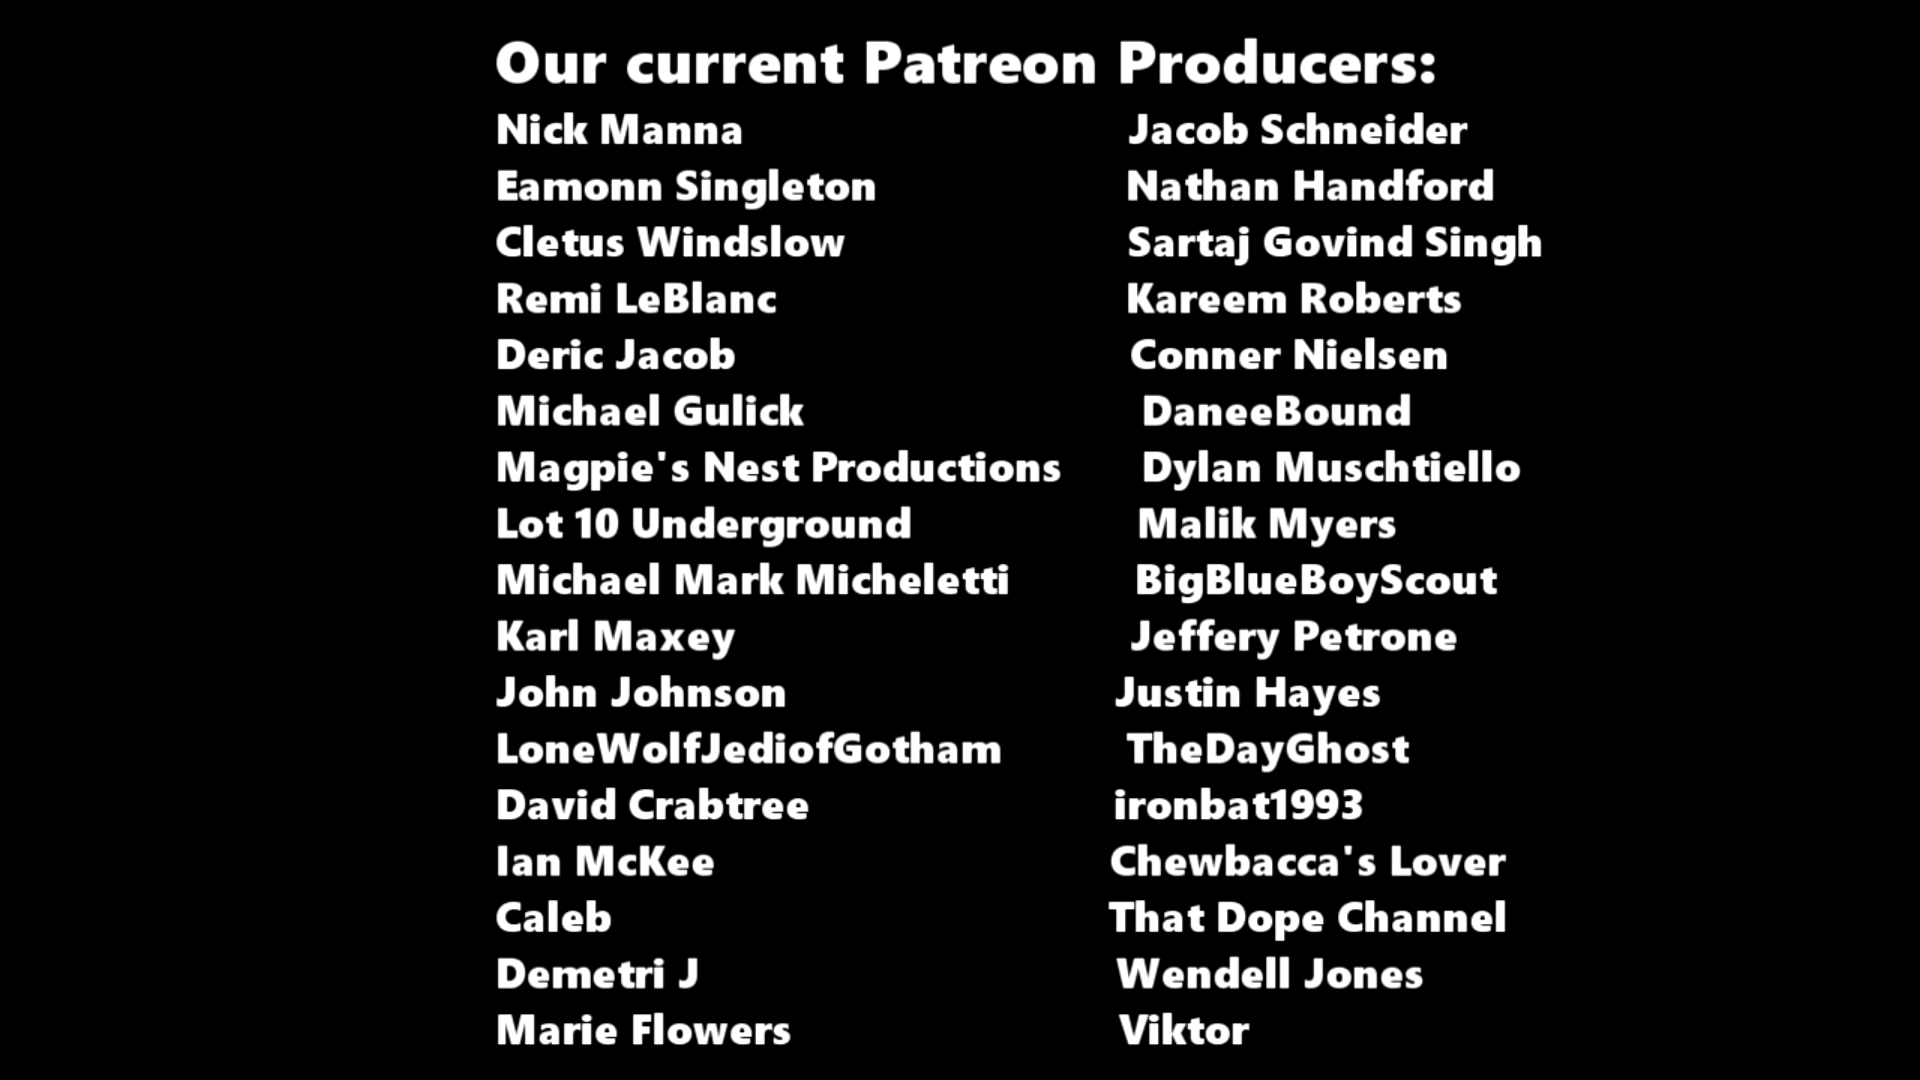 Our current Patreon Producers:
Nick Manna Jacob Schneider
Eamonn Singleton Nathan Handford
Cletus Windslow Sartaj Govind Singh
Remi LeBlanc Kareem Roberts
Deric Jacob Conner Nielsen
Michael Gulick DaneeBound
Magpie's Nest Productions Dylan Muschtiello
Lot 10 Underground Malik Myers
Michael Mark Micheletti BigBlueBoyScout
Karl Maxey Jeffery Petrone
John Johnson Justin Hayes
LoneWolfJediofGotham TheDayGhost
David Crabtree ironbat1993
Ian McKee Chewbacca's Lover
Caleb That Dope Channel
Demetri J Wendell Jones
Marie Flowers Viktor